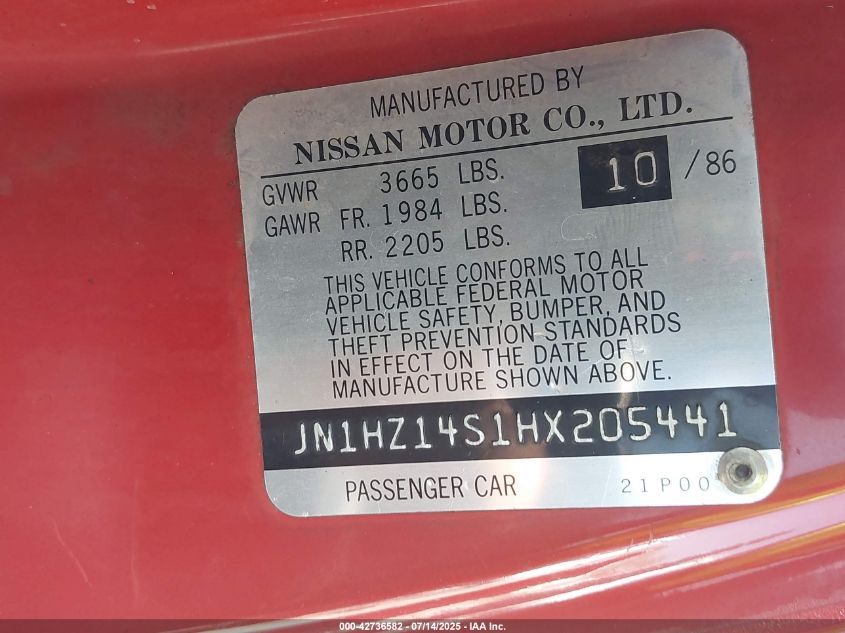 MANUFACTURED BY
NISSAN MOTOR CO., LTD.
GVWR 3665 LBS. 10 /86
GAWR FR. 1984 LBS.
RR. 2205 LBS.
THIS VEHICLE CONFORMS TO ALL
APPLICABLE FEDERAL MOTOR
VEHICLE SAFETY, BUMPER, AND
THEFT PREVENTION STANDARDS
IN EFFECT ON THE DATE OF
MANUFACTURE SHOWN ABOVE.
JN1HZ14S1HX205441
PASSENGER CAR 21P00
000-42736582 - 07/14/2025 - IAA Inc.